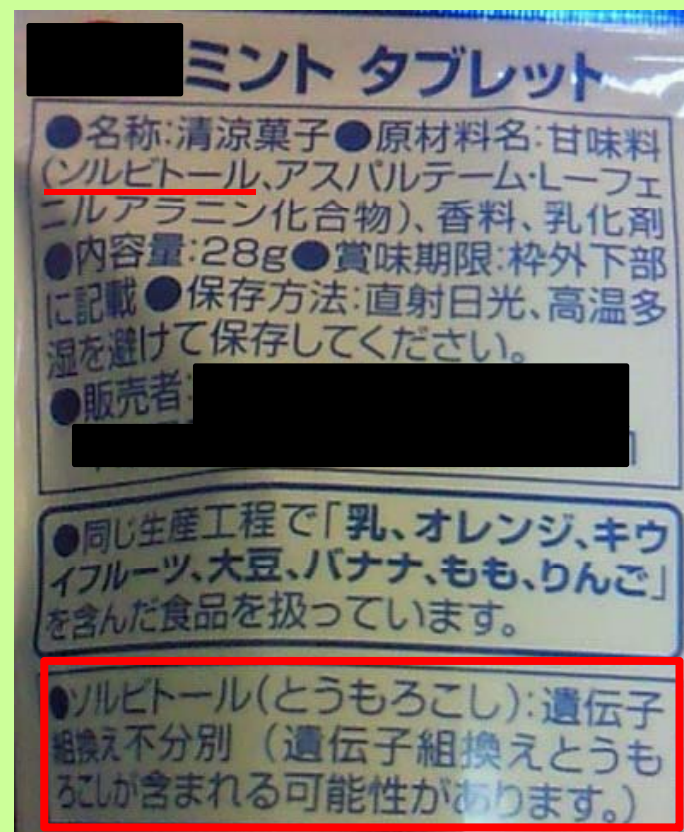 ミント タブレット
●名称:清涼菓子●原材料名:甘味料
(ソルビトール、アスパルテーム・L－フェ
ニルアラニン化合物)、香料、乳化剤
●内容量:28g●賞味期限:枠外下部
に記載●保存方法:直射日光、高温多
湿を避けて保存してください。
●販売者:
●同じ生産工程で「乳、オレンジ、キウ
イフルーツ、大豆、バナナ、もも、りんご」
を含んだ食品を扱っています。
●ソルビトール(とうもろこし):遺伝子
組換え不分別 (遺伝子組換えとうも
ろこしが含まれる可能性があります。)